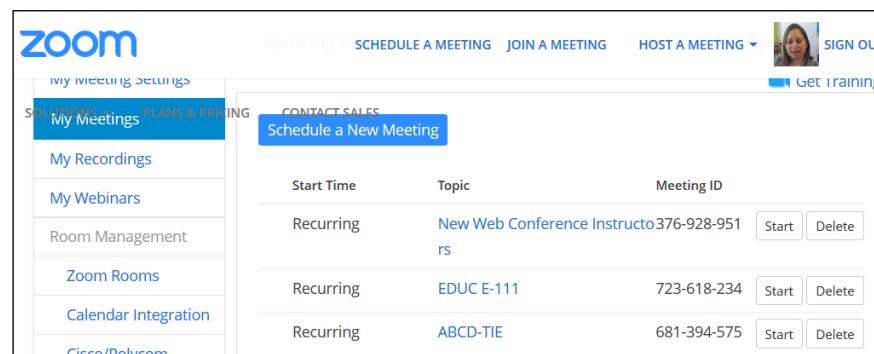 zoom
SCHEDULE A MEETING JOIN A MEETING HOST A MEETING SIGN OU
My Meeting Settings
Get Training
SOLUTIONS PLANS & PRICING CONTACT SALES
My Meetings
Schedule a New Meeting
My Recordings
My Webinars
Room Management
Zoom Rooms
Calendar Integration
Cisco/Polycom
Start Time Topic Meeting ID
Recurring New Web Conference Instructo 376-928-951 Start Delete
rs
Recurring EDUC E-111 723-618-234 Start Delete
Recurring ABCD-TIE 681-394-575 Start Delete